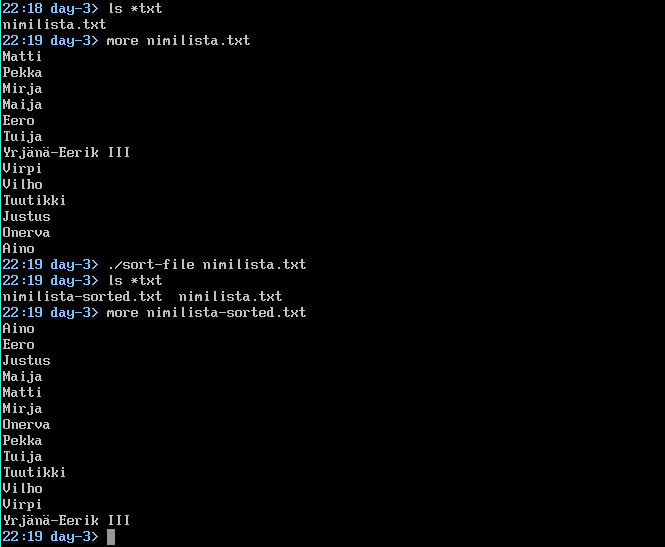 22:18 day-3> ls *txt
nimilista.txt
22:19 day-3> more nimilista.txt
Matti
Pekka
Mirja
Maija
Eero
Tuija
Yrjänä-Eerik III
Virpi
Vilho
Tuutikki
Justus
Onerva
Aino
22:19 day-3> ./sort-file nimilista.txt
22:19 day-3> ls *txt
nimilista-sorted.txt  nimilista.txt
22:19 day-3> more nimilista-sorted.txt
Aino
Eero
Justus
Maija
Matti
Mirja
Onerva
Pekka
Tuija
Tuutikki
Vilho
Virpi
Yrjänä-Eerik III
22:19 day-3>